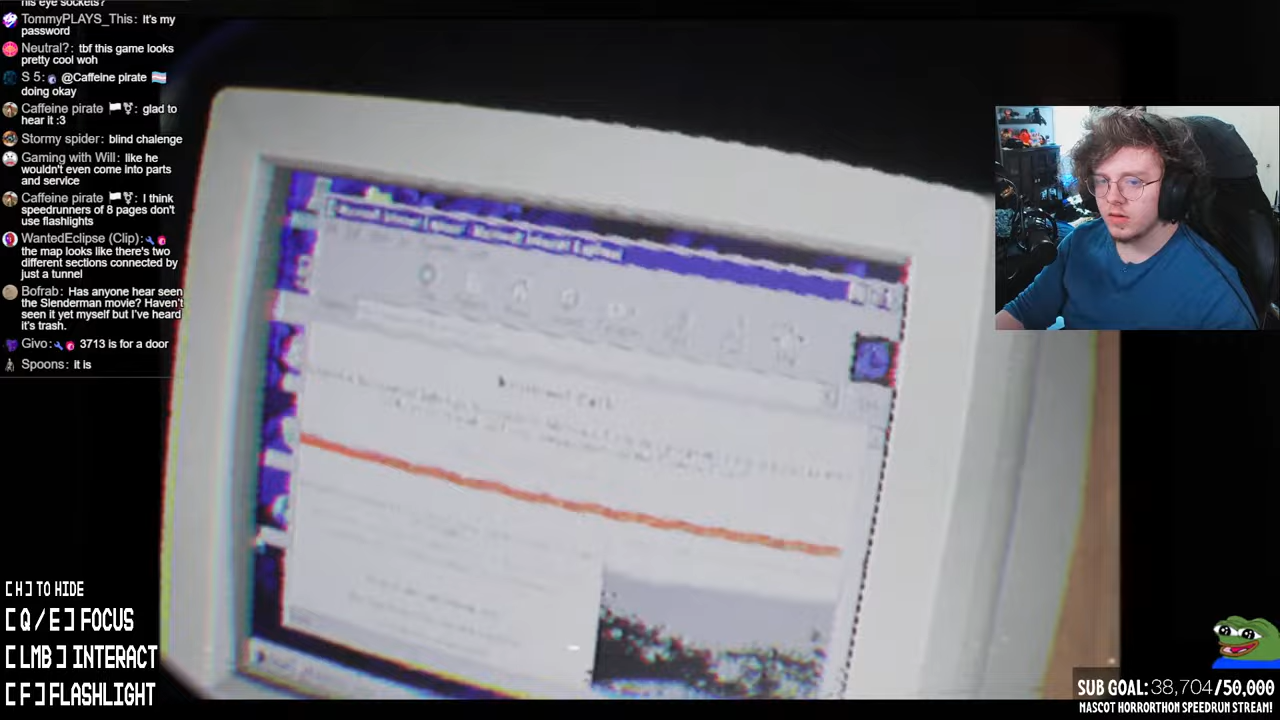 his eye sockets?
TommyPLAYS_This: It's my
password
Neutral?: tbf this game looks
pretty cool woh
S 5: @Caffeine pirate 🏳️‍⚧️
doing okay
Caffeine pirate 🏳⚧: glad to
hear it :3
Stormy spider: blind chalenge
Gaming with Will: like he
wouldn't even come into parts
and service
Caffeine pirate 🏳⚧: I think
speedrunners of 8 pages don't
use flashlights
WantedEclipse (Clip):
the map looks like there's two
different sections connected by
just a tunnel
Bofrab: Has anyone hear seen
the Slenderman movie? Haven't
seen it yet myself but I've heard
it's trash.
Givo: 3713 is for a door
Spoons: it is
[H] TO HIDE
[Q/E] FOCUS
[LMB] INTERACT
[F] FLASHLIGHT
SUB GOAL: 38,704/50,000
MASCOT HORRORTHON SPEEDRUN STREAM!